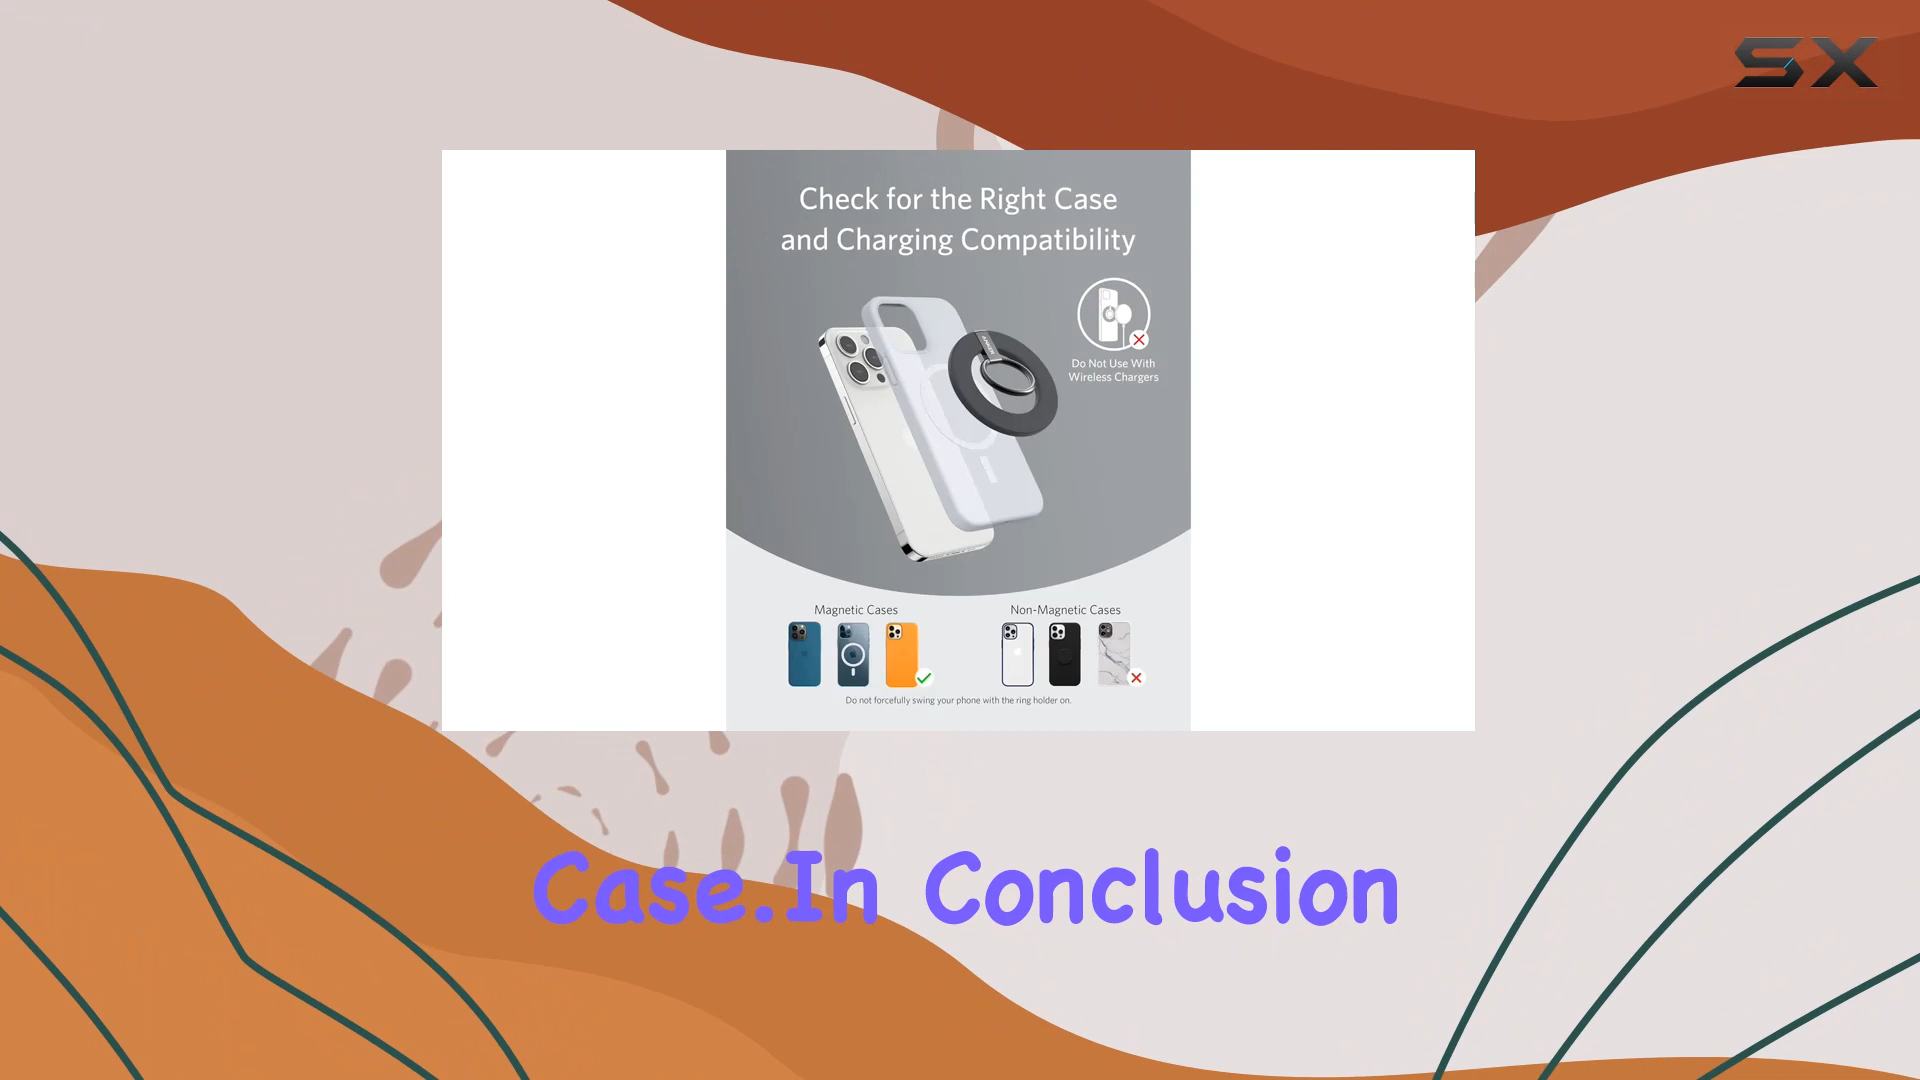 SX
Check for the Right Case
and Charging Compatibility
ANKER
Do Not Use With
Wireless Chargers
Magnetic Cases
Non-Magnetic Cases
Do not forcefully swing your phone with the ring holder on.
Case.In Conclusion